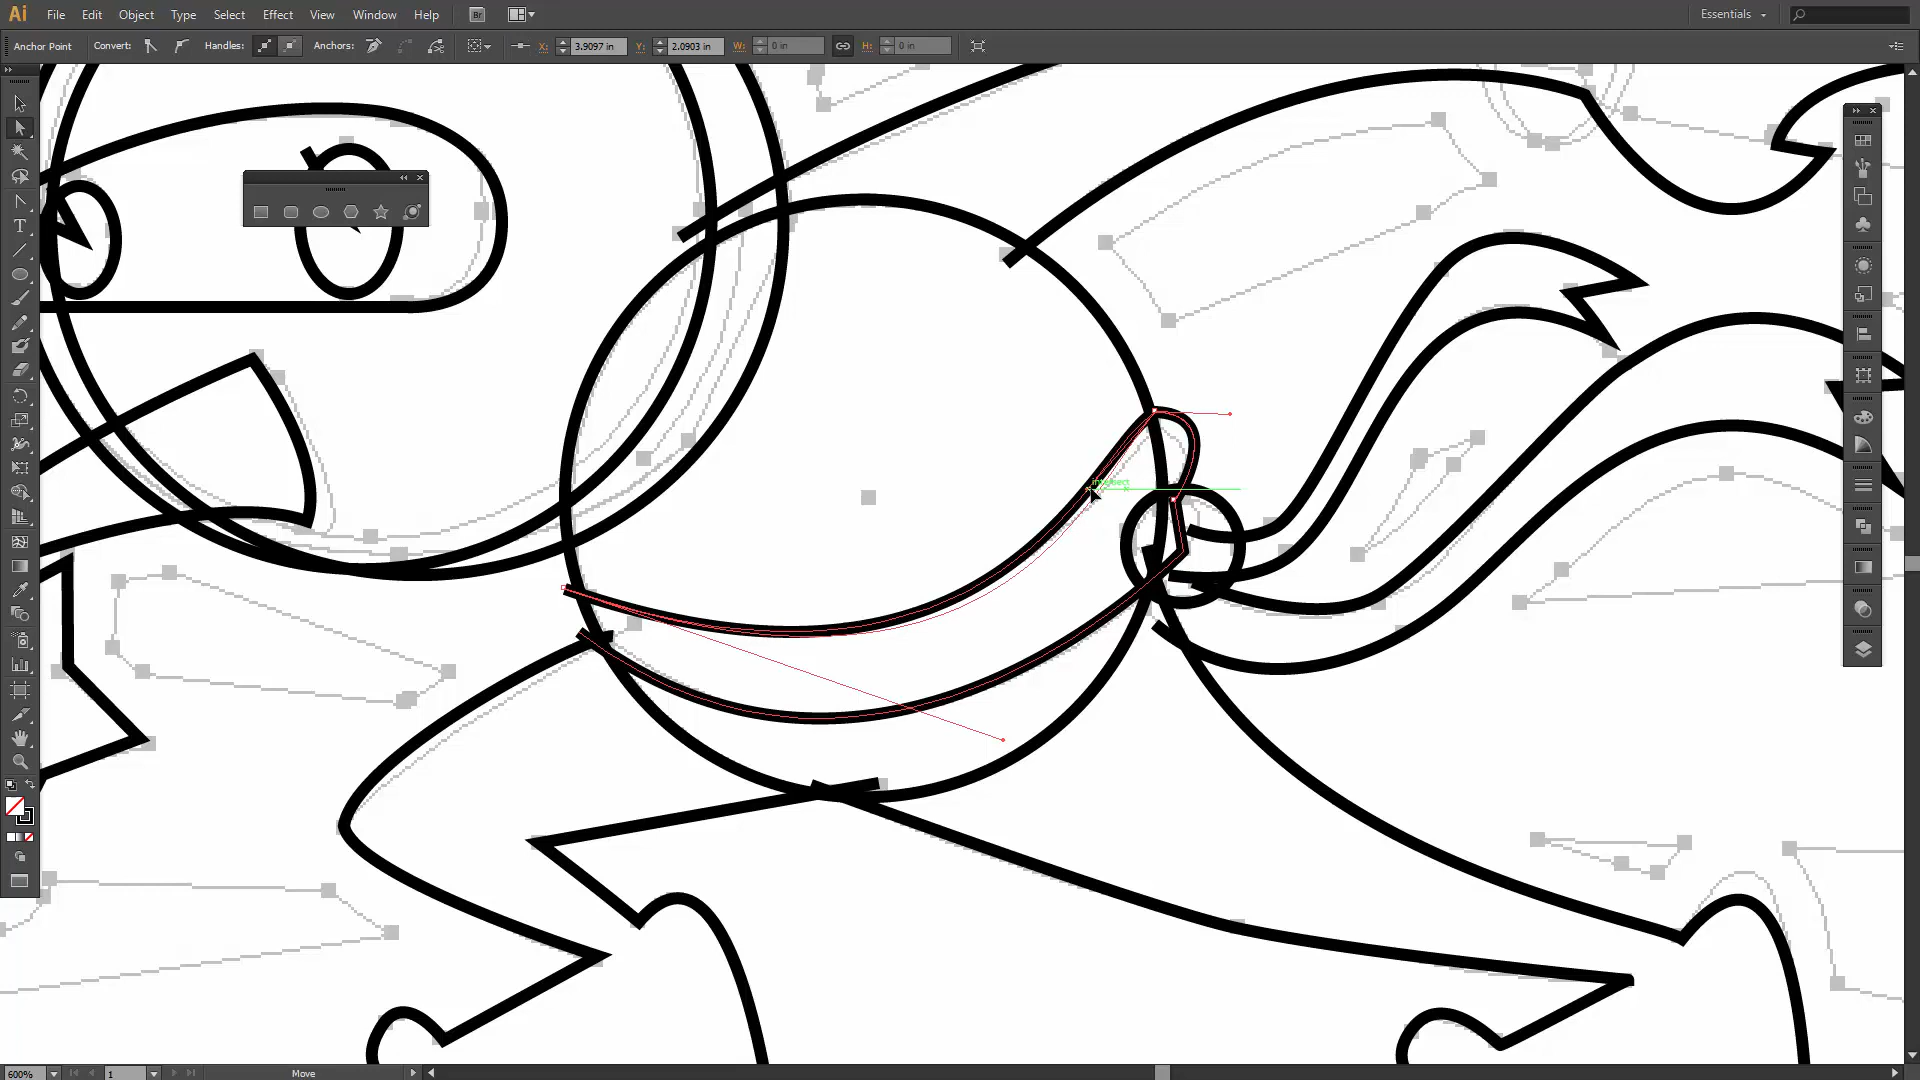 Ai File Edit Object Type Select Effect View Window Help Br Essentials
Anchor Point Convert: Handles: Anchors: X: 3.9097 in Y: 2.0903 in W: 0 in H: 0 in
intersect
600% 1 Move